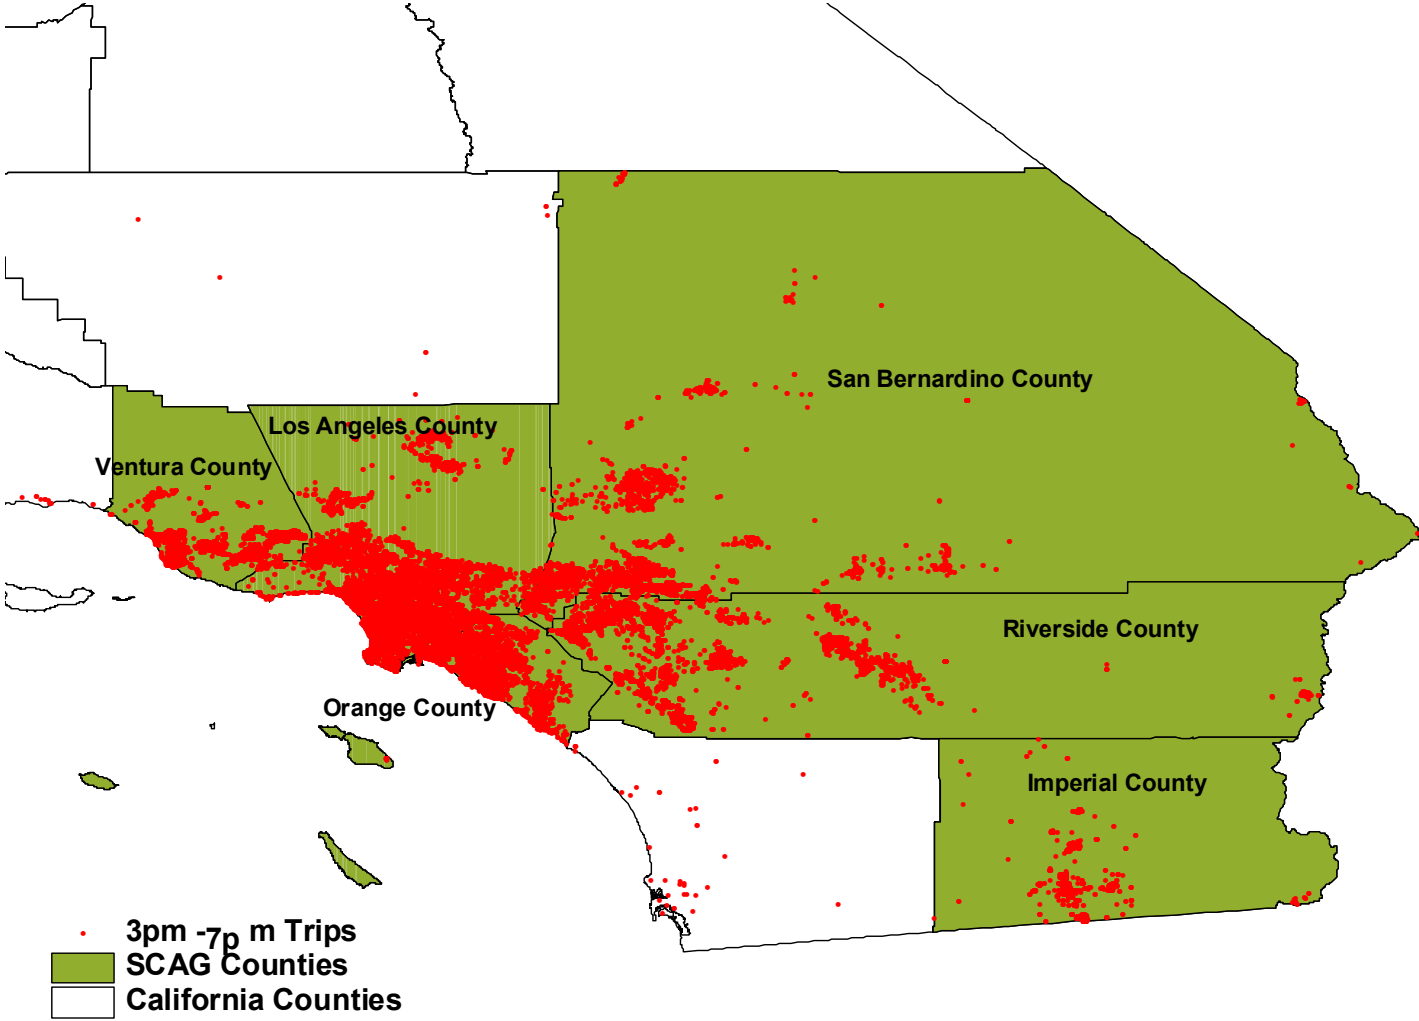 San Bernardino County
Los Angeles County
Ventura County
Riverside County
Orange County
Imperial County
3pm -7p m Trips
SCAG Counties
California Counties